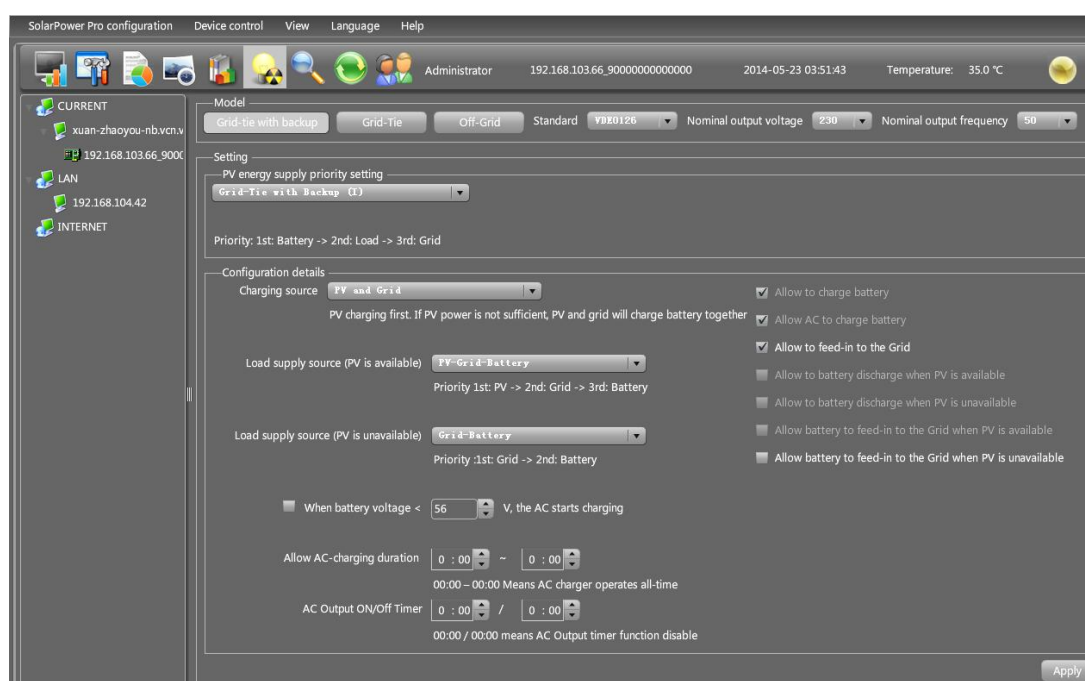 SolarPower Pro configuration Device control View Language Help
Administrator 192.168.103.66_90000000000000 2014-05-23 03:51:43 Temperature: 35.0 ℃
CURRENT
xuan-zhaoyou-nb.vcn.v
192.168.103.66_900(
LAN
192.168.104.42
INTERNET
Model
Grid-tie with backup Grid-Tie Off-Grid Standard VDE0126 Nominal output voltage 230 Nominal output frequency 50
Setting
PV energy supply priority setting
Grid-Tie with Backup (I)
Priority: 1st: Battery -> 2nd: Load -> 3rd: Grid
Configuration details
Charging source PV and Grid
PV charging first. If PV power is not sufficient, PV and grid will charge battery together
Load supply source (PV is available) PV-Grid-Battery
Priority 1st: PV -> 2nd: Grid -> 3rd: Battery
Load supply source (PV is unavailable) Grid-Battery
Priority :1st: Grid -> 2nd: Battery
Allow to charge battery
Allow AC to charge battery
Allow to feed-in to the Grid
Allow to battery discharge when PV is available
Allow to battery discharge when PV is unavailable
Allow battery to feed-in to the Grid when PV is available
Allow battery to feed-in to the Grid when PV is unavailable
When battery voltage < 56 V, the AC starts charging
Allow AC-charging duration 0 : 00 ~ 0 : 00
00:00 – 00:00 Means AC charger operates all-time
AC Output ON/Off Timer 0 : 00 / 0 : 00
00:00 / 00:00 means AC Output timer function disable
Apply